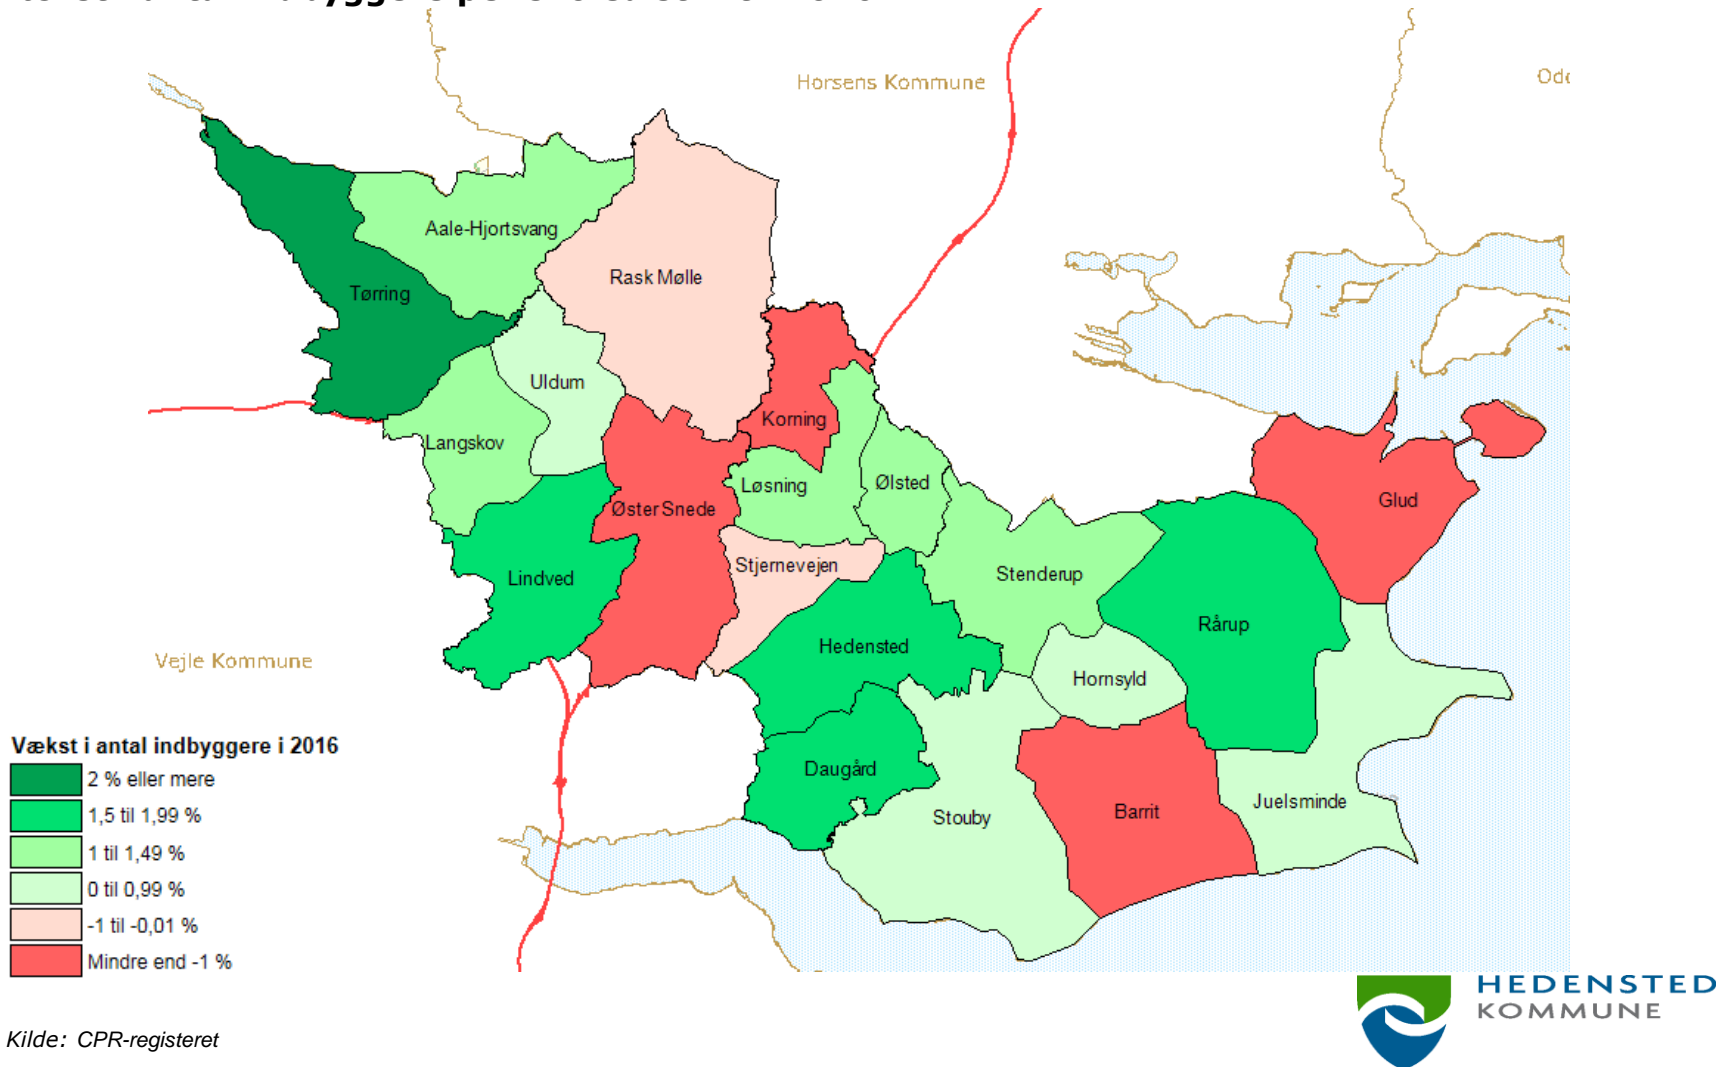 Horsens Kommune
Aale-Hjortsvang
Rask Mølle
Tørring
Uldum
Korning
Langskov
Løsning
Ølsted
Øster Snede
Glud
Stjernevejen
Lindved
Stenderup
Rårup
Hedensted
Vejle Kommune
Hornsyld
Daugård
Juelsminde
Stouby
Barrit
Vækst i antal indbyggere i 2016
2 % eller mere
1,5 til 1,99 %
1 til 1,49 %
0 til 0,99 %
-1 til -0,01 %
Mindre end -1 %
HEDENSTED
KOMMUNE
Kilde: CPR-registeret